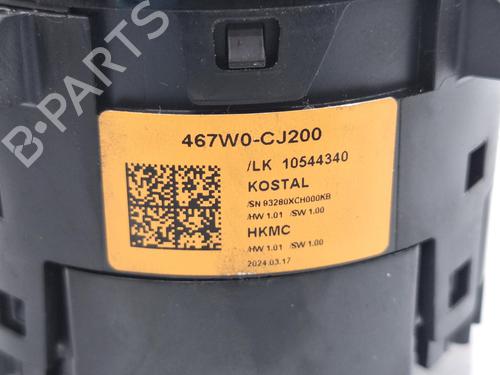 467W0-CJ200
/LK 10544340
KOSTAL
/SN 93280XCH000KB
/HW 1.01 /SW 1.00
HKMC
/HW 1.01 /SW 1.00
2024.03.17
B-PARTS